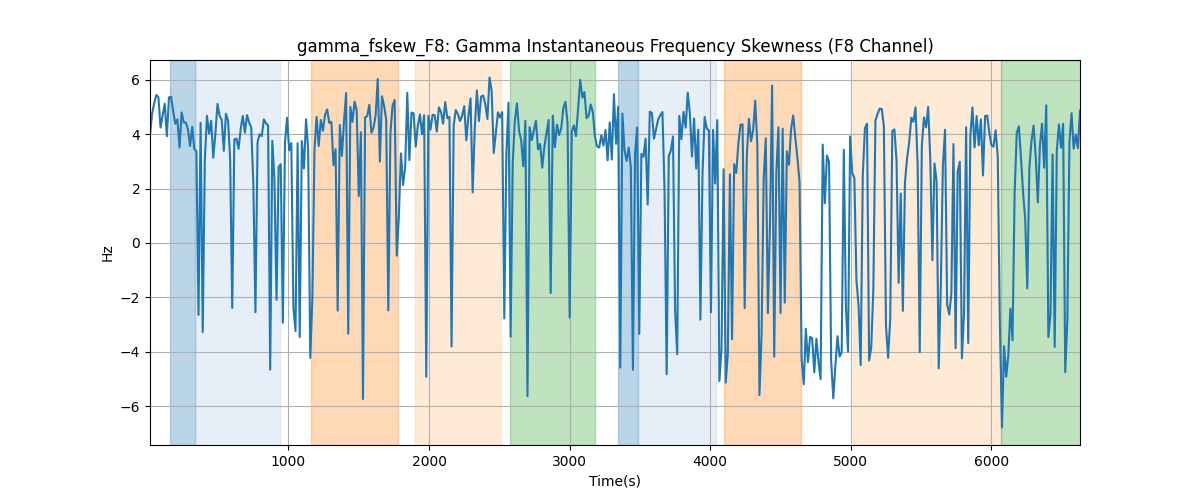 gamma_fskew_F8: Gamma Instantaneous Frequency Skewness (F8 Channel)
6
4
2
0
−2
−4
−6
Hz
1000 2000 3000 4000 5000 6000
Time(s)